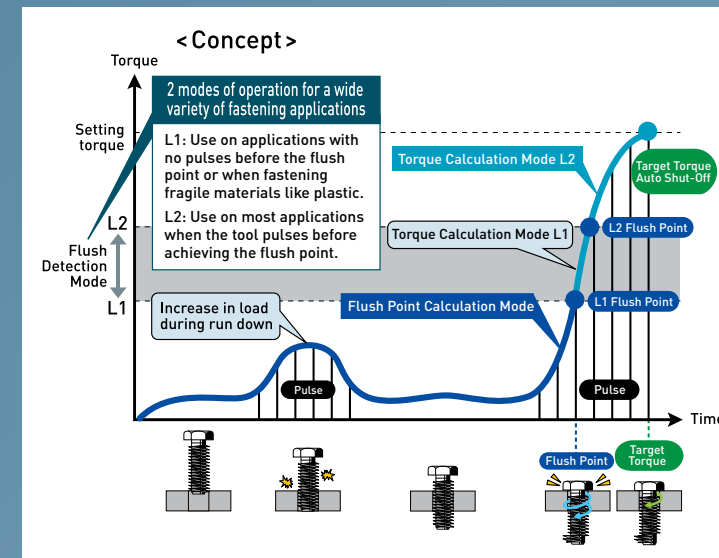 <Concept>
Torque
2 modes of operation for a wide
variety of fastening applications
Setting
torque
L1: Use on applications with
no pulses before the flush
point or when fastening
fragile materials like plastic.
L2: Use on most applications
when the tool pulses before
achieving the flush point.
Torque Calculation Mode L2
Target Torque
Auto Shut-Off
L2
L2 Flush Point
Torque Calculation Mode L1
Flush
Detection
Mode
L1
L1 Flush Point
Increase in load
during run down
Flush Point Calculation Mode
Pulse
Pulse
Time
Flush Point
Target
Torque